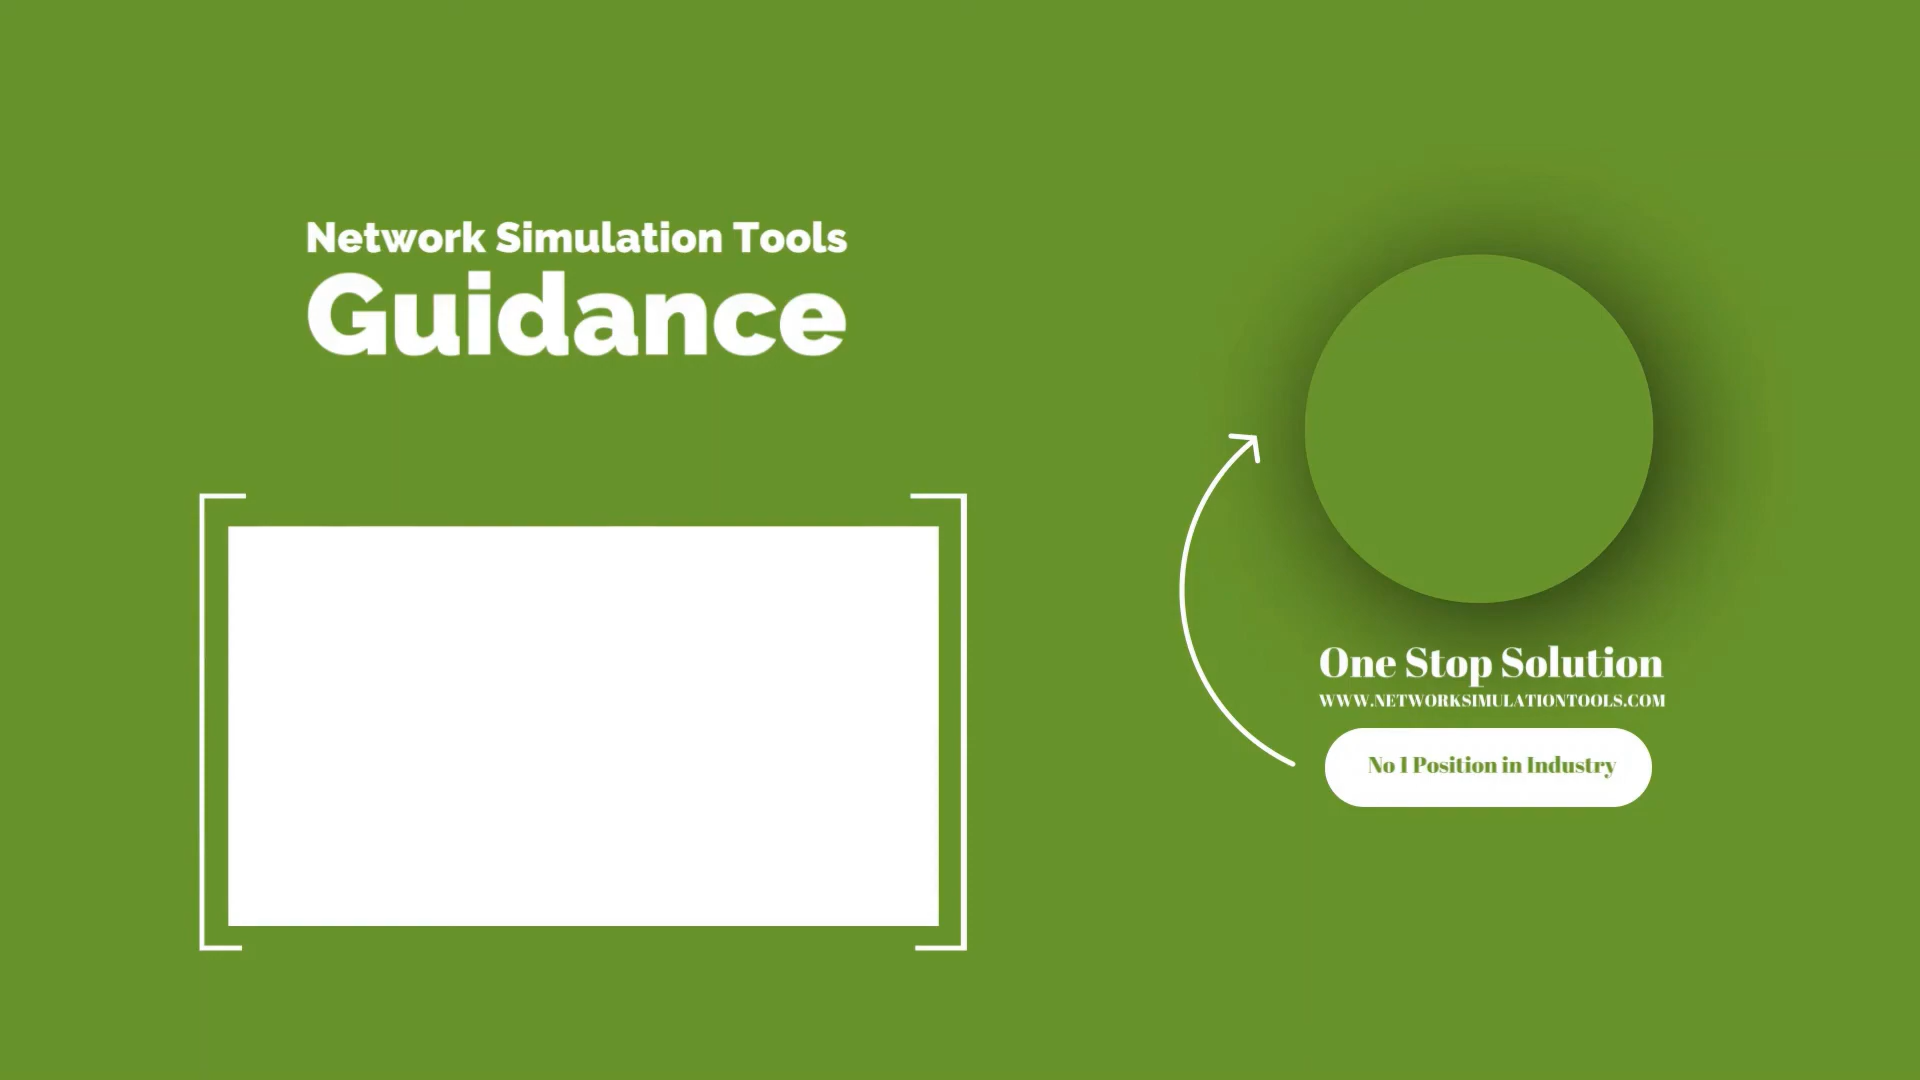 Network Simulation Tools
Guidance
One Stop Solution
WWW.NETWORKSIMULATIONTOOLS.COM
No 1 Position in Industry